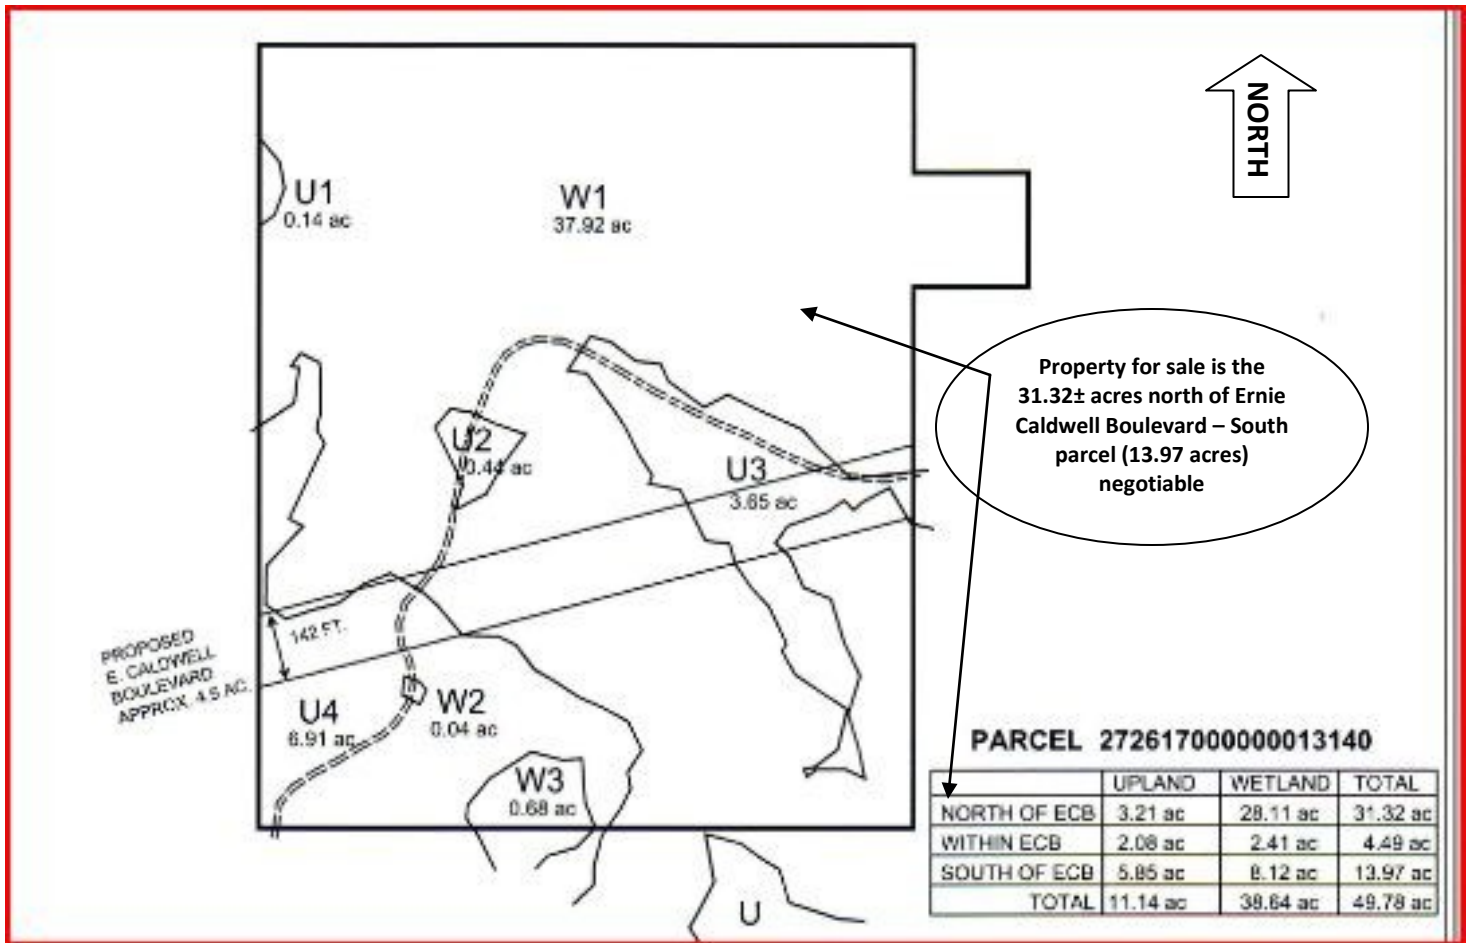 NORTH
U1
0.14 ac
W1
37.92 ac
Property for sale is the
31.32± acres north of Ernie
Caldwell Boulevard – South
parcel (13.97 acres)
negotiable
U2
0.44 ac
U3
3.65 ac
142 FT.
PROPOSED
E. CALDWELL
BOULEVARD
APPROX. 4.5 AC.
U4
6.91 ac
W2
0.04 ac
W3
0.68 ac
U
PARCEL 272617000000013140
UPLAND WETLAND TOTAL
NORTH OF ECB 3.21 ac 28.11 ac 31.32 ac
WITHIN ECB 2.08 ac 2.41 ac 4.49 ac
SOUTH OF ECB 5.85 ac 8.12 ac 13.97 ac
TOTAL 11.14 ac 38.64 ac 49.78 ac